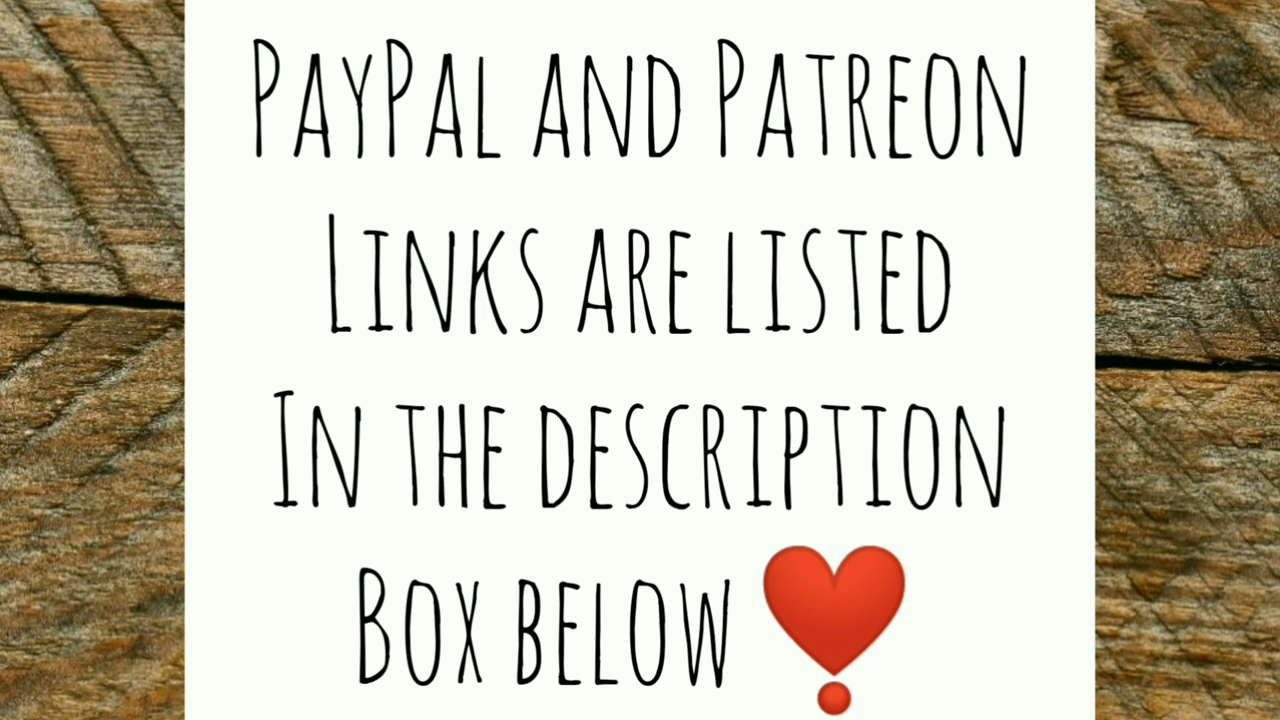 PayPal and Patreon
Links are listed
In the description
Box below ❣️